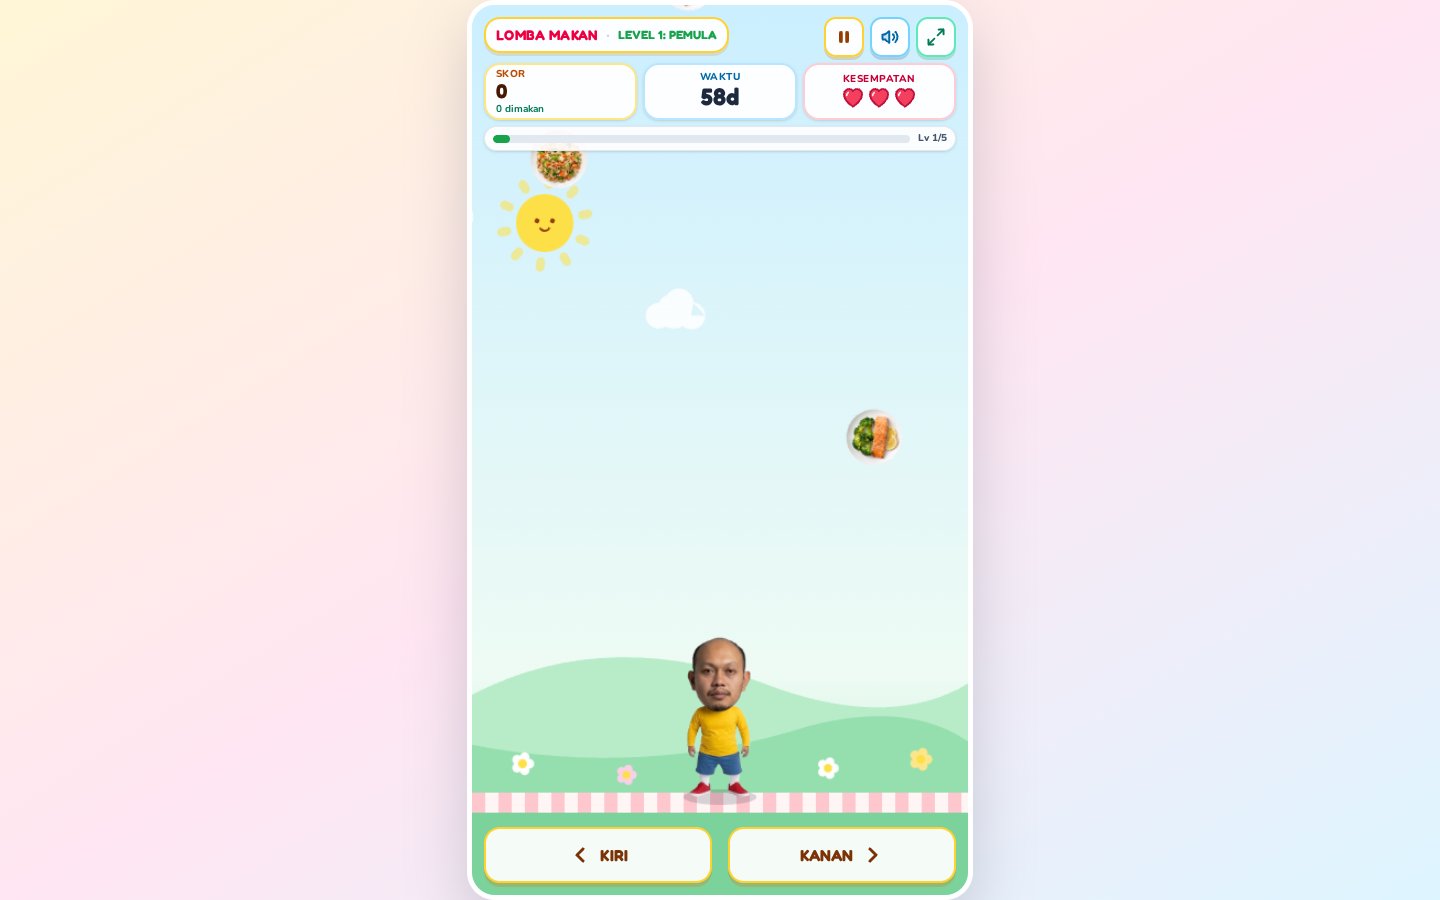 LOMBA MAKAN · LEVEL 1: PEMULA
SKOR
0
0 dimakan
WAKTU
58d
KESEMPATAN
Lv 1/5
KIRI
KANAN